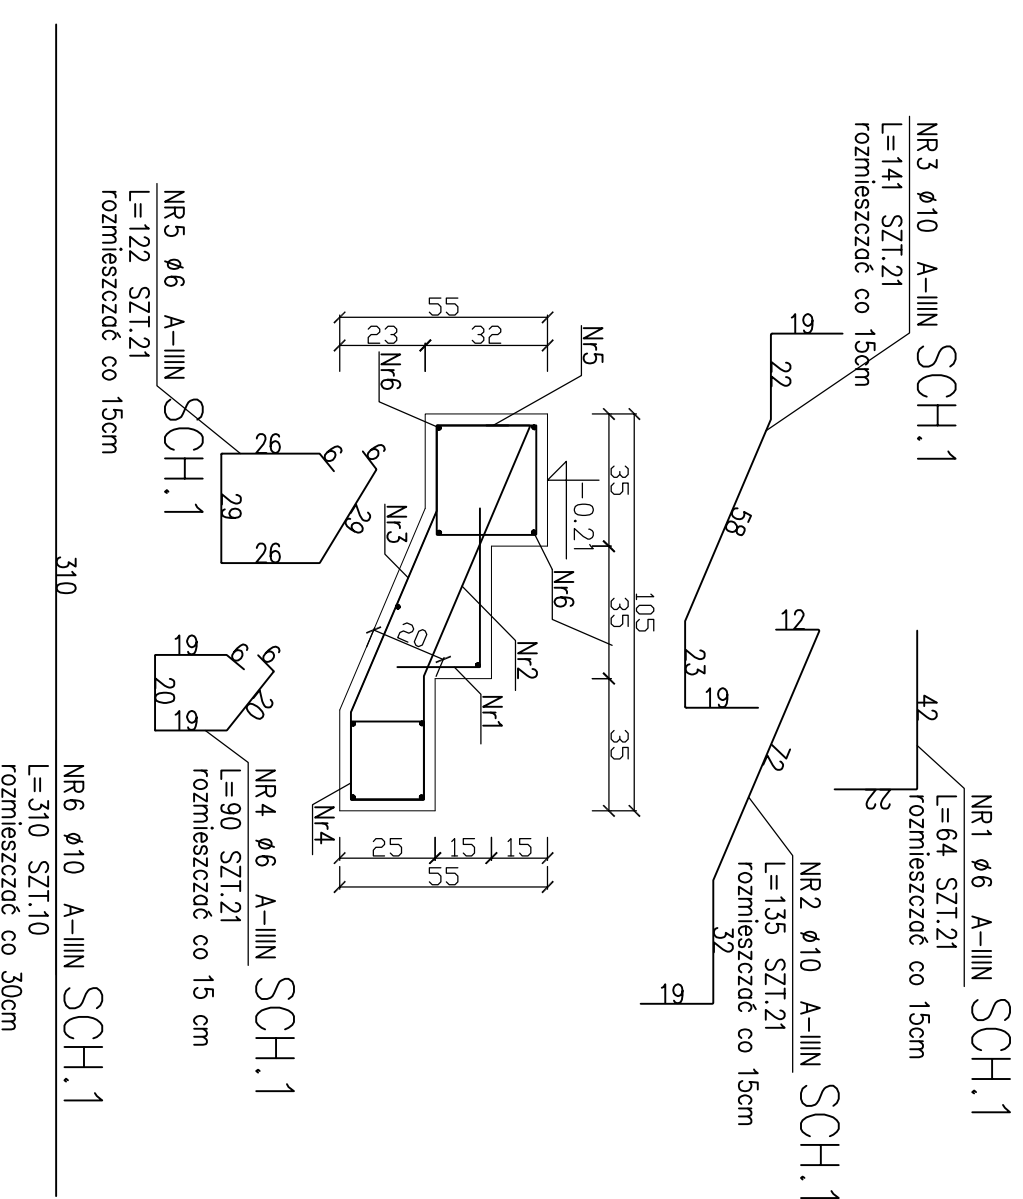 NR1 ø6 A-IIIN SCH.1
L=64 SZT.21
rozmieszczać co 15cm
42
22
NR3 ø10 A-IIIN SCH.1
L=141 SZT.21
rozmieszczać co 15cm
19
22
58
23
19
NR2 ø10 A-IIIN SCH.1
L=135 SZT.21
rozmieszczać co 15cm
12
72
32
19
105
35
35
35
-0.21
Nr5
Nr6
Nr6
Nr2
Nr1
Nr3
Nr4
20
55
23
32
25
15
15
55
NR5 ø6 A-IIIN SCH.1
L=122 SZT.21
rozmieszczać co 15cm
26
6
6
29
29
26
NR4 ø6 A-IIIN SCH.1
L=90 SZT.21
rozmieszczać co 15 cm
19
6
6
20
20
19
310
NR6 ø10 A-IIIN SCH.1
L=310 SZT.10
rozmieszczać co 30cm